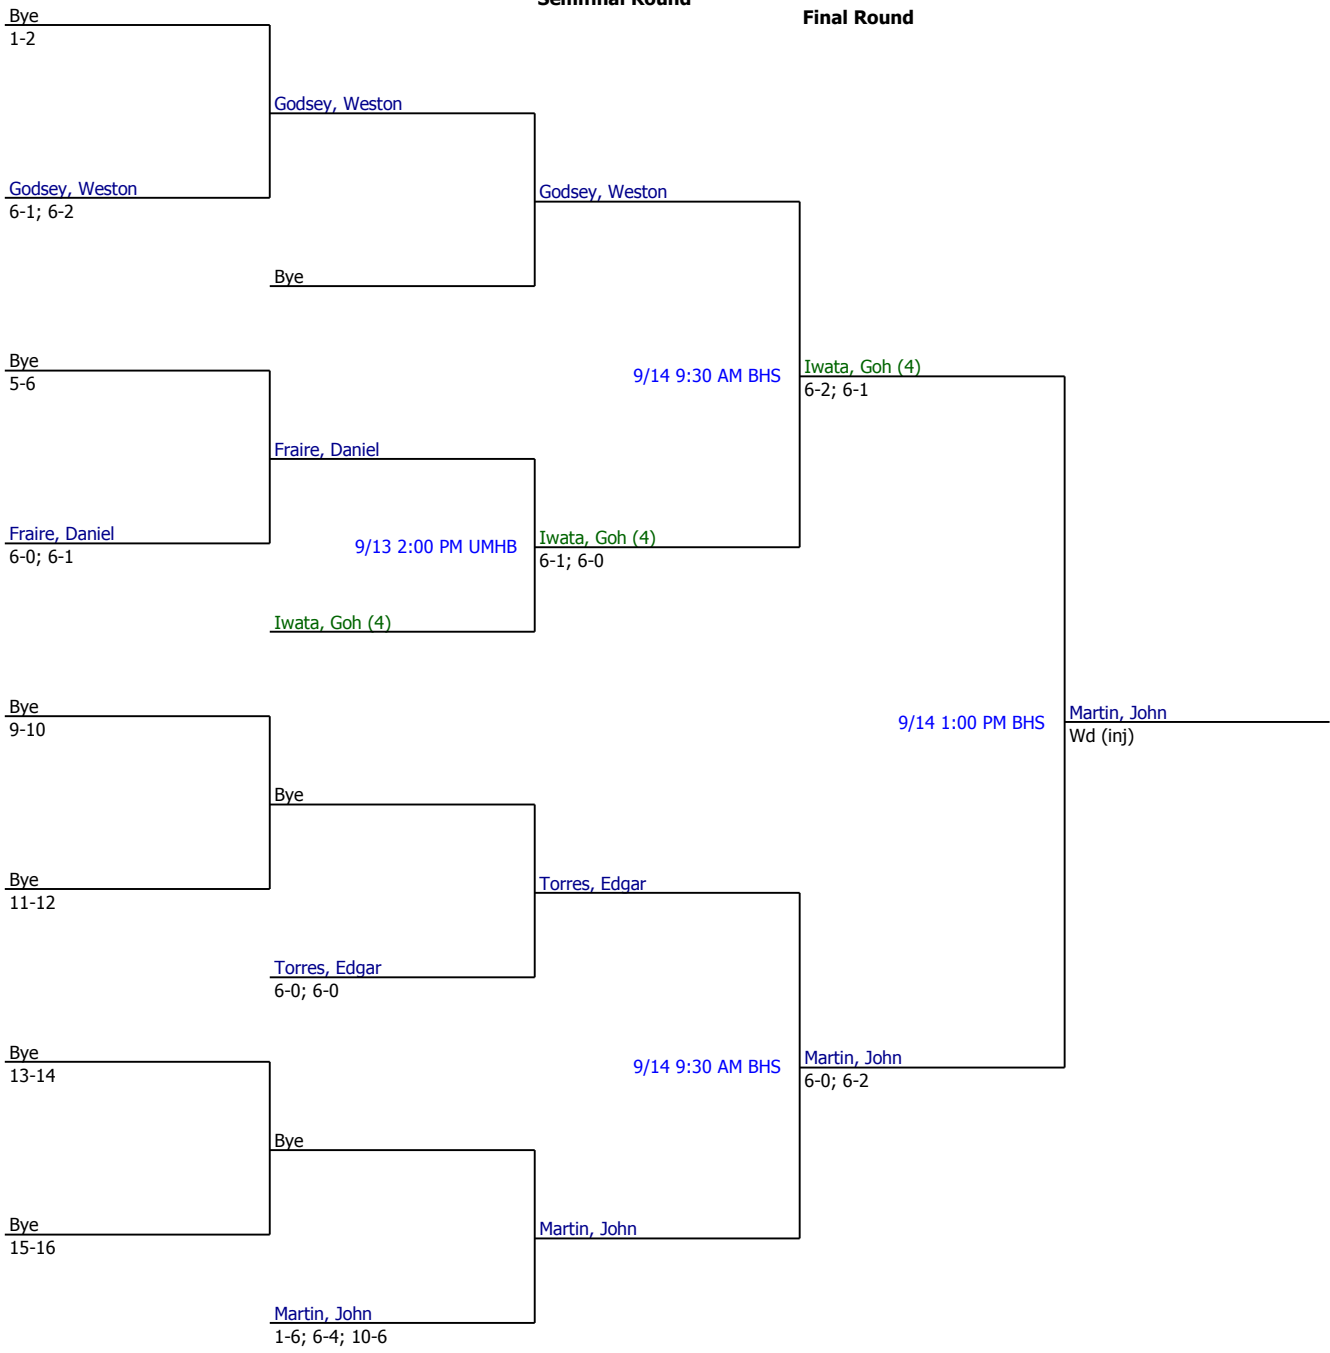 Semifinal Round
Final Round
Bye
1-2
Godsey, Weston
Godsey, Weston
6-1; 6-2
Godsey, Weston
Bye
Bye
5-6
9/14 9:30 AM BHS
Iwata, Goh (4)
6-2; 6-1
Fraire, Daniel
Fraire, Daniel
6-0; 6-1
9/13 2:00 PM UMHB
Iwata, Goh (4)
6-1; 6-0
Iwata, Goh (4)
Bye
9-10
9/14 1:00 PM BHS
Martin, John
Wd (inj)
Bye
Bye
11-12
Torres, Edgar
Torres, Edgar
6-0; 6-0
Bye
13-14
9/14 9:30 AM BHS
Martin, John
6-0; 6-2
Bye
Bye
15-16
Martin, John
Martin, John
1-6; 6-4; 10-6